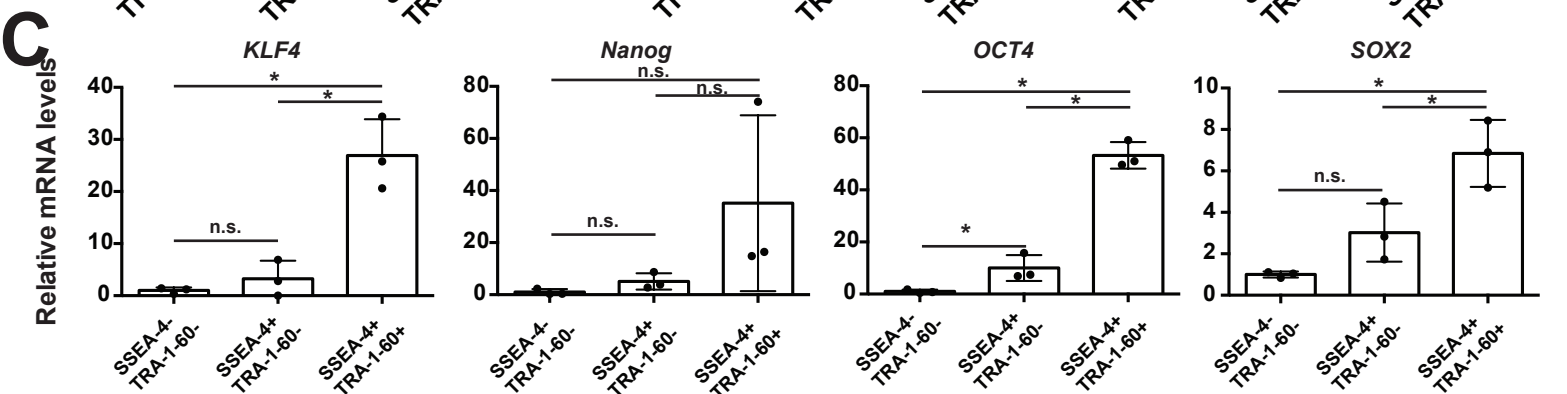 C
KLF4
Nanog
OCT4
SOX2
Relative mRNA levels
40
30
20
10
0
*
*
n.s.
SSEA-4-
TRA-1-60-
SSEA-4+
TRA-1-60-
SSEA-4+
TRA-1-60+
80
60
40
20
0
n.s.
n.s.
n.s.
SSEA-4-
TRA-1-60-
SSEA-4+
TRA-1-60-
SSEA-4+
TRA-1-60+
80
60
40
20
0
*
*
*
SSEA-4-
TRA-1-60-
SSEA-4+
TRA-1-60-
SSEA-4+
TRA-1-60+
10
8
6
4
2
0
*
*
n.s.
SSEA-4-
TRA-1-60-
SSEA-4+
TRA-1-60-
SSEA-4+
TRA-1-60+